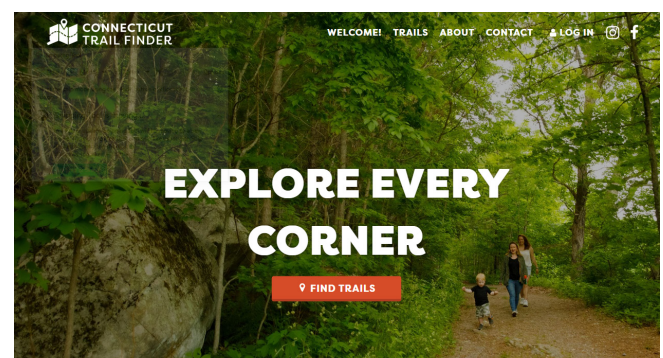 CONNECTICUT
TRAIL FINDER
WELCOME! TRAILS ABOUT CONTACT LOG IN
EXPLORE EVERY
CORNER
FIND TRAILS